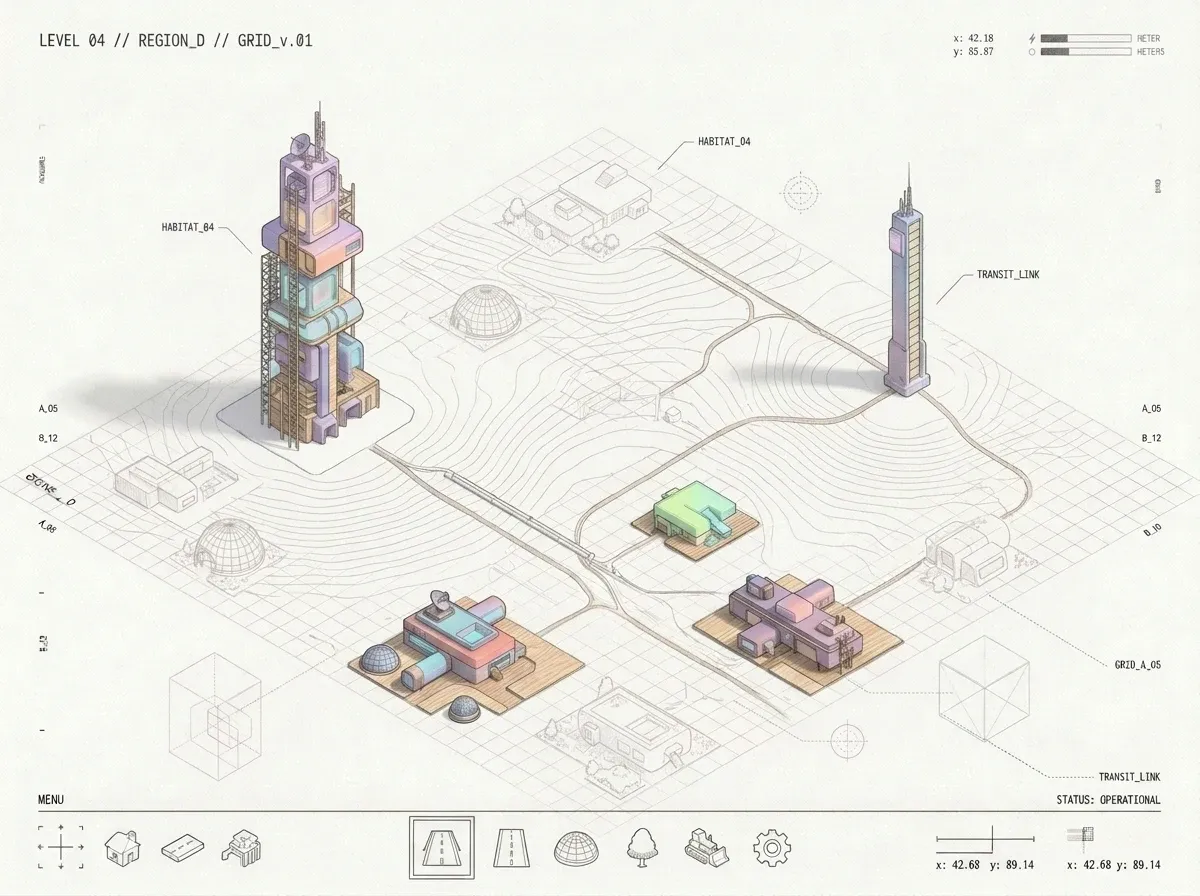 LEVEL 04 // REGION_D // GRID_v.01
x: 42.18
y: 85.87
HABITAT_04
HABITAT_04
TRANSIT_LINK
A_05
B_12
A_05
B_12
D_10
GRID_A_05
TRANSIT_LINK
MENU
STATUS: OPERATIONAL
x: 42.68 y: 89.14
x: 42.68 y: 89.14